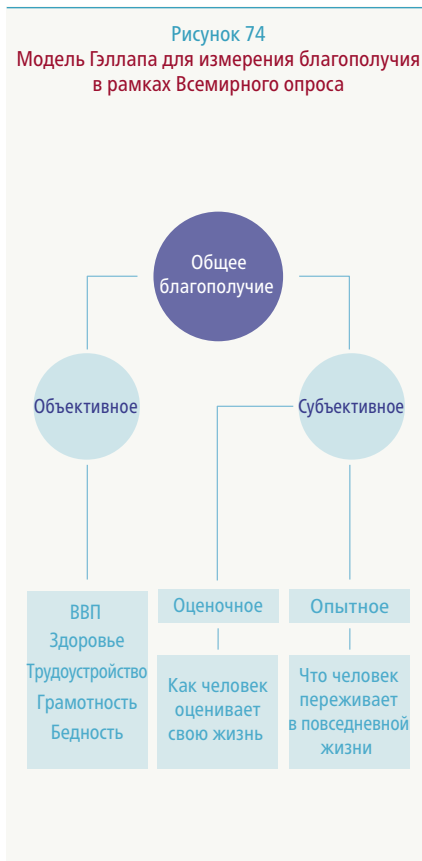 Рисунок 74
Модель Гэллапа для измерения благополучия
в рамках Всемирного опроса
Общее
благополучие
Объективное
Субъективное
ВВП
Здоровье
Трудоустройство
Грамотность
Бедность
Оценочное
Как человек
оценивает
свою жизнь
Опытное
Что человек
переживает
в повседневной
жизни